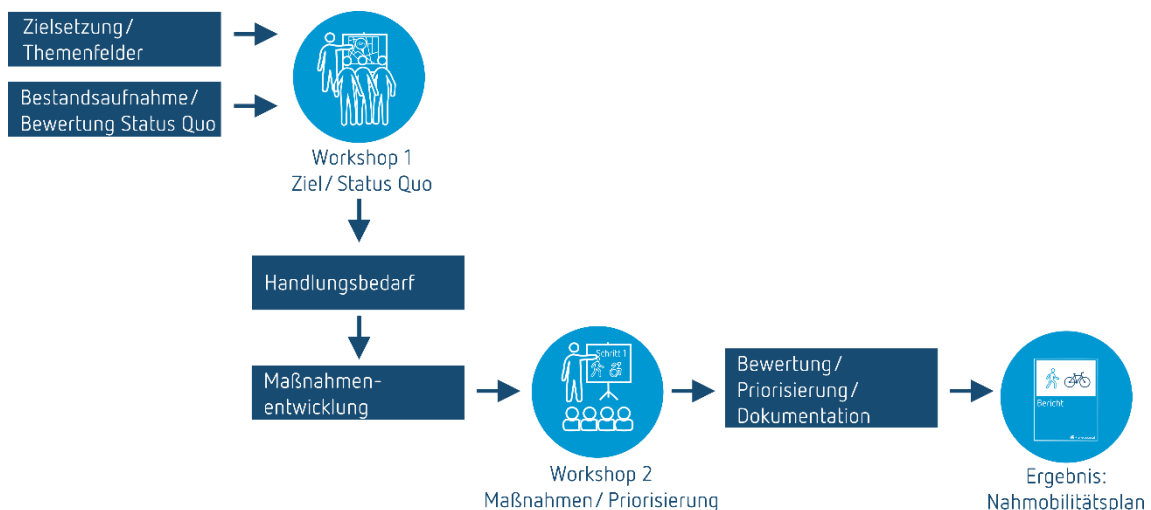 Zielsetzung/
Themenfelder
Bestandsaufnahme/
Bewertung Status Quo
Workshop 1
Ziel/Status Quo
Handlungsbedarf
Maßnahmen-
entwicklung
Schritt 1
Workshop 2
Maßnahmen/Priorisierung
Bewertung/
Priorisierung/
Dokumentation
Bericht
Ergebnis:
Nahmobilitätsplan